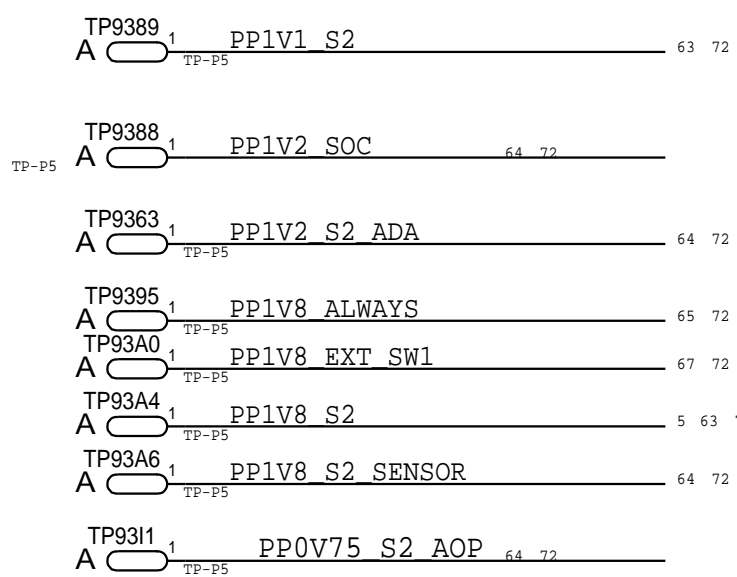 TP9389
A 1 PP1V1_S2 63 72
TP-P5
TP9388
TP-P5 A 1 PP1V2_SOC 64 72
TP9363
A 1 PP1V2_S2_ADA 64 72
TP-P5
TP9395
A 1 PP1V8_ALWAYS 65 72
TP-P5
TP93A0
A 1 PP1V8_EXT_SW1 67 72
TP-P5
TP93A4
A 1 PP1V8_S2 5 63
TP-P5
TP93A6
A 1 PP1V8_S2_SENSOR 64 72
TP-P5
TP93I1
A 1 PP0V75_S2_AOP 64 72
TP-P5